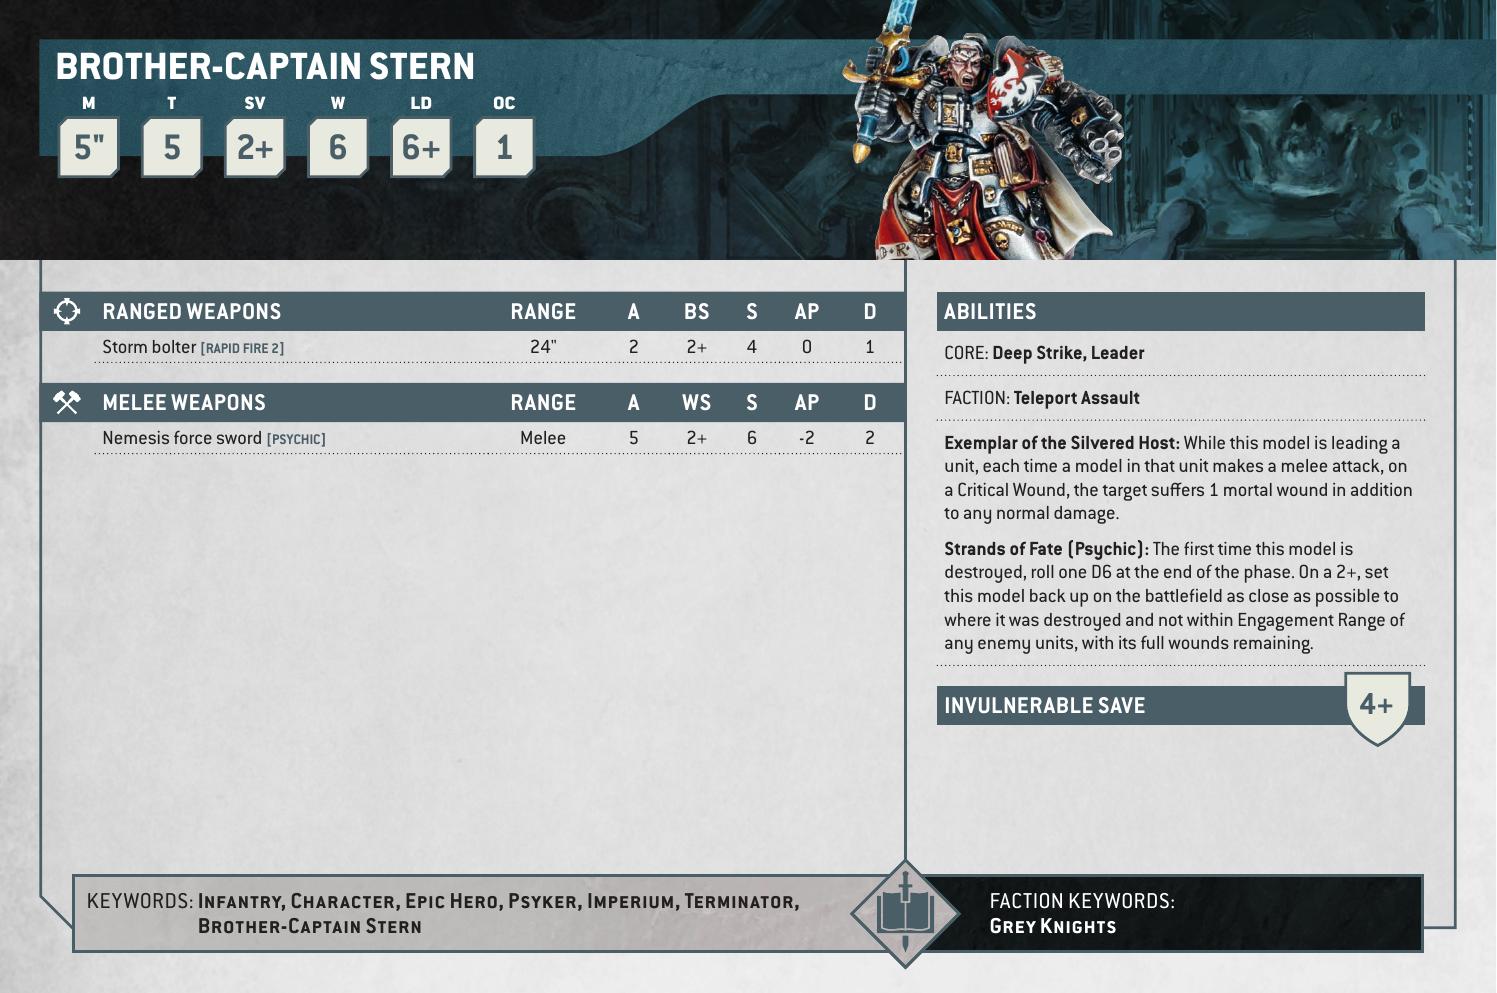 BROTHER-CAPTAIN STERN
M T SV W LD OC
5" 5 2+ 6 6+ 1
RANGED WEAPONS RANGE A BS S AP D
Storm bolter [RAPID FIRE 2] 24" 2 2+ 4 0 1
MELEE WEAPONS RANGE A WS S AP D
Nemesis force sword [PSYCHIC] Melee 5 2+ 6 -2 2
ABILITIES
CORE: Deep Strike, Leader
FACTION: Teleport Assault
Exemplar of the Silvered Host: While this model is leading a
unit, each time a model in that unit makes a melee attack, on
a Critical Wound, the target suffers 1 mortal wound in addition
to any normal damage.
Strands of Fate (Psychic): The first time this model is
destroyed, roll one D6 at the end of the phase. On a 2+, set
this model back up on the battlefield as close as possible to
where it was destroyed and not within Engagement Range of
any enemy units, with its full wounds remaining.
INVULNERABLE SAVE 4+
KEYWORDS: INFANTRY, CHARACTER, EPIC HERO, PSYKER, IMPERIUM, TERMINATOR,
BROTHER-CAPTAIN STERN
FACTION KEYWORDS:
GREY KNIGHTS